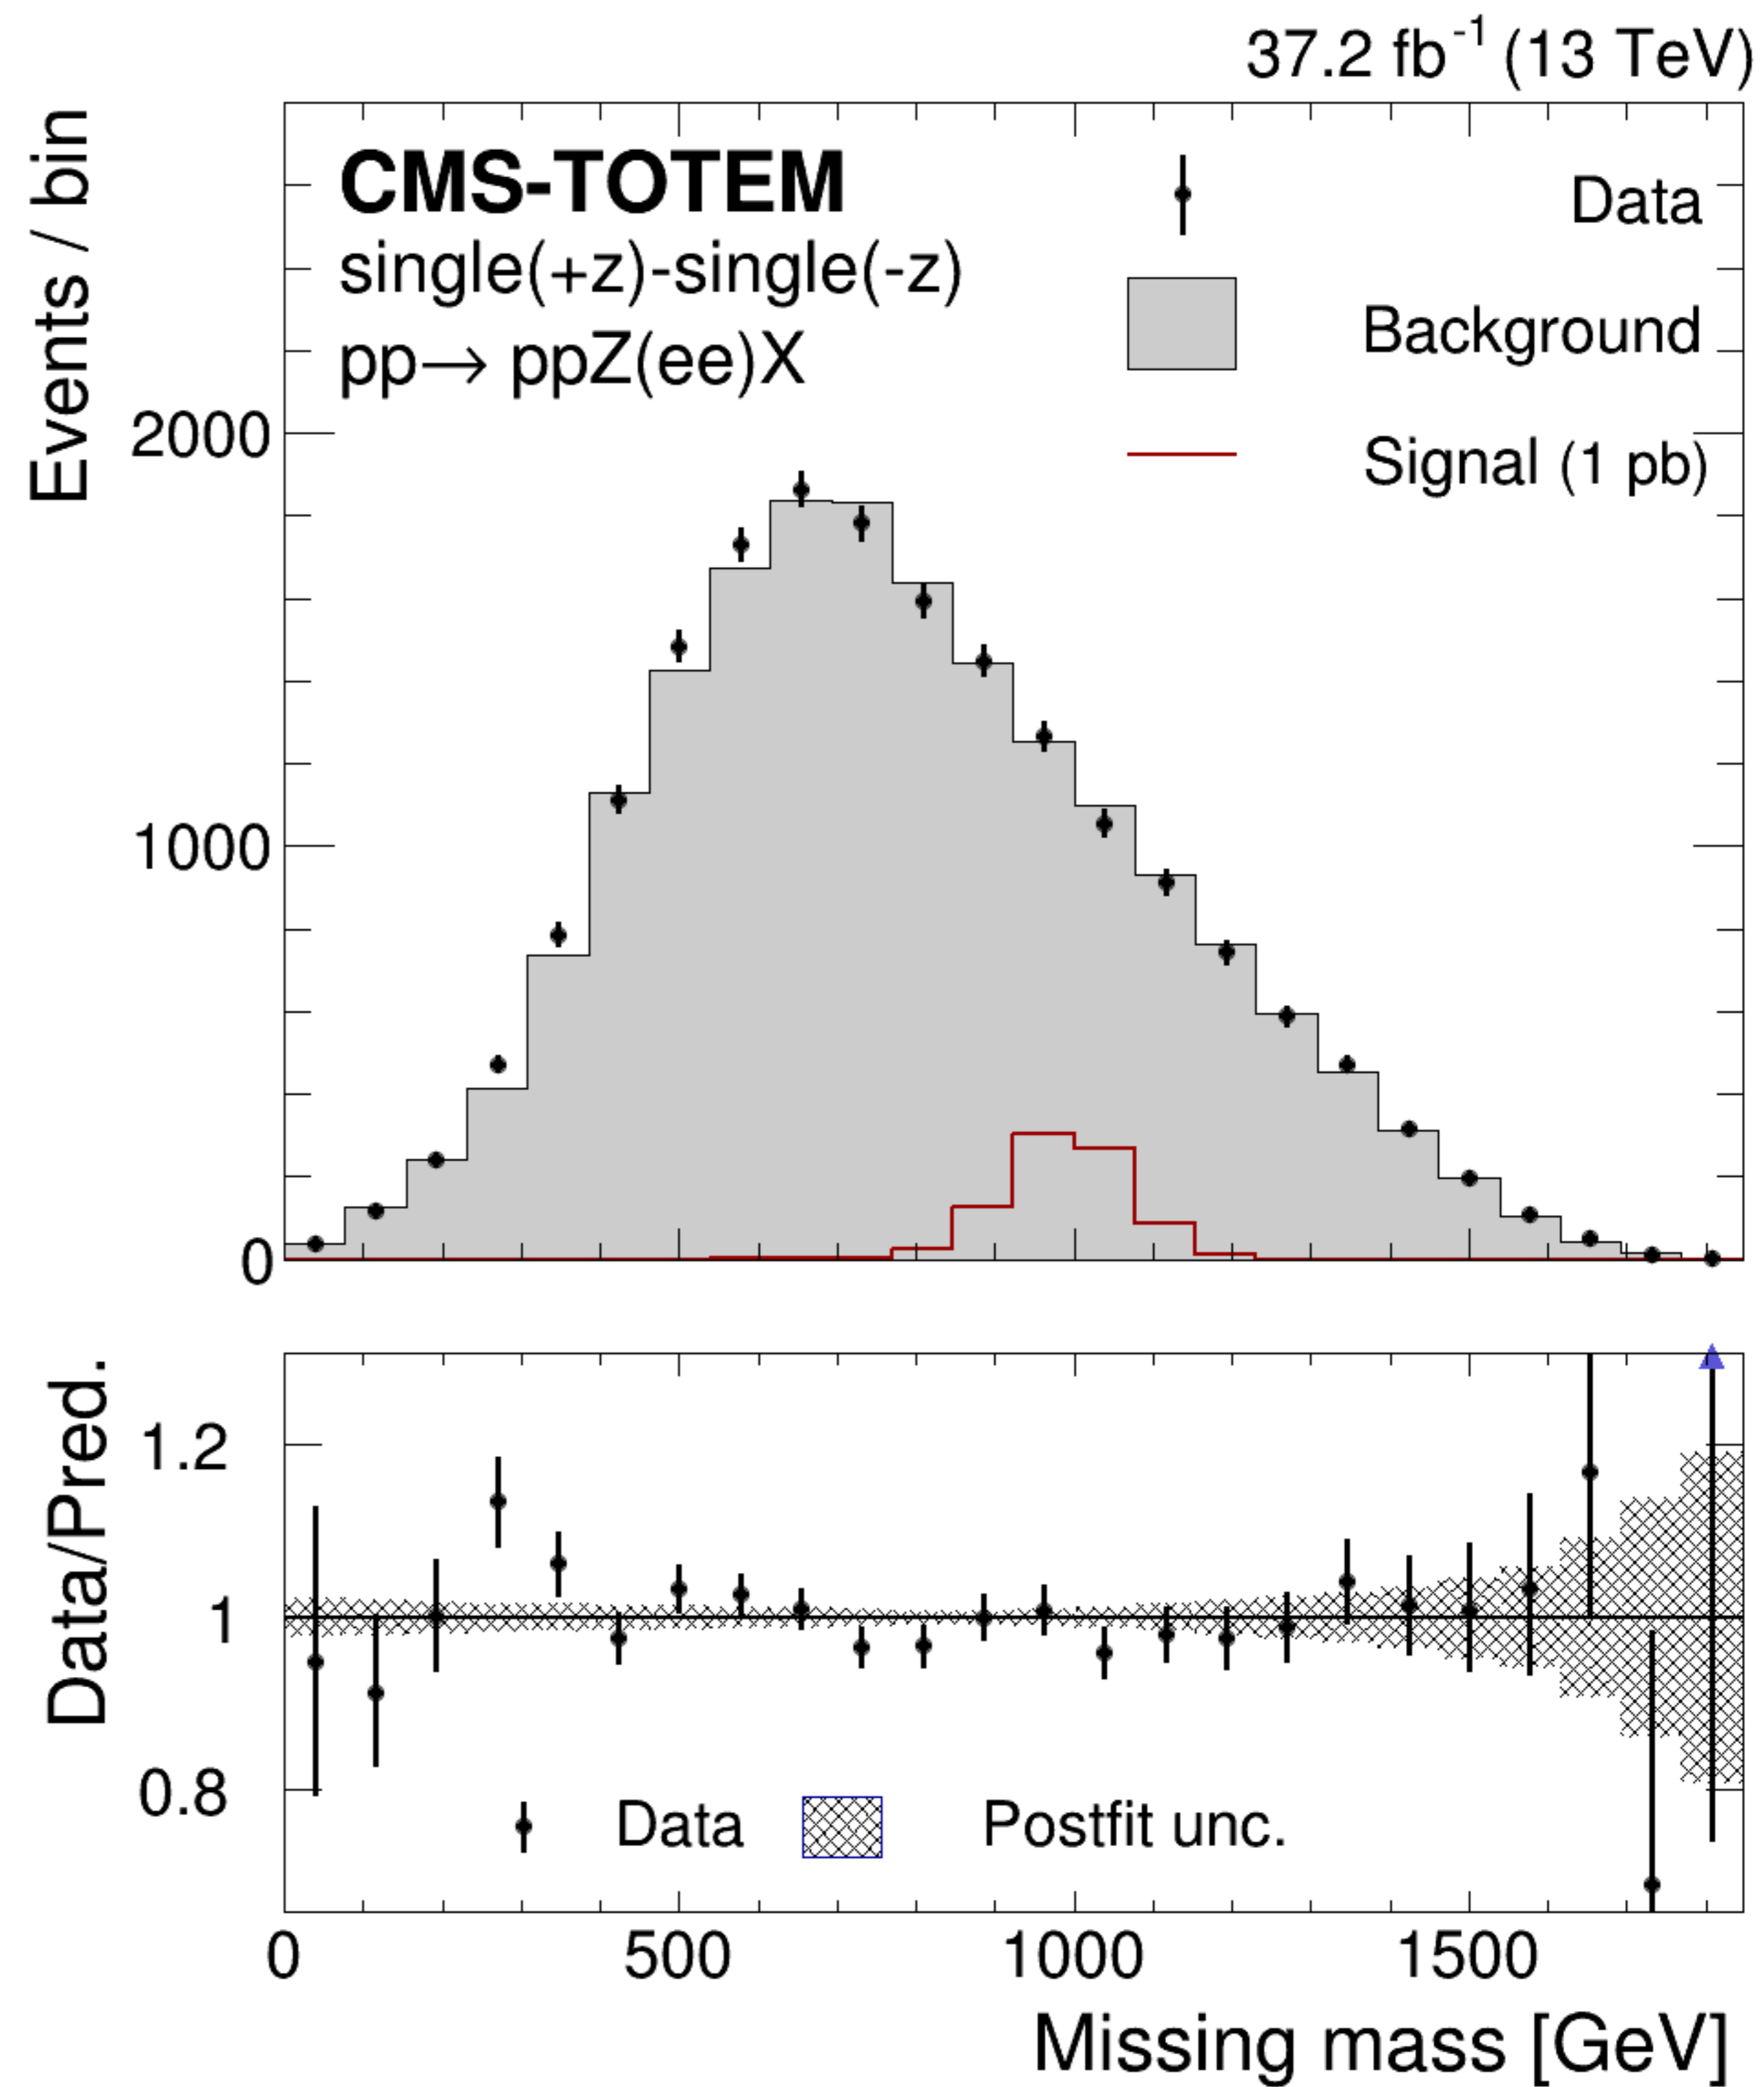 37.2 fb⁻¹ (13 TeV)
Events / bin
CMS-TOTEM
single(+z)-single(-z)
pp→ ppZ(ee)X
Data
Background
Signal (1 pb)
2000
1000
0
Data/Pred.
1.2
1
0.8
Data
Postfit unc.
0 500 1000 1500
Missing mass [GeV]